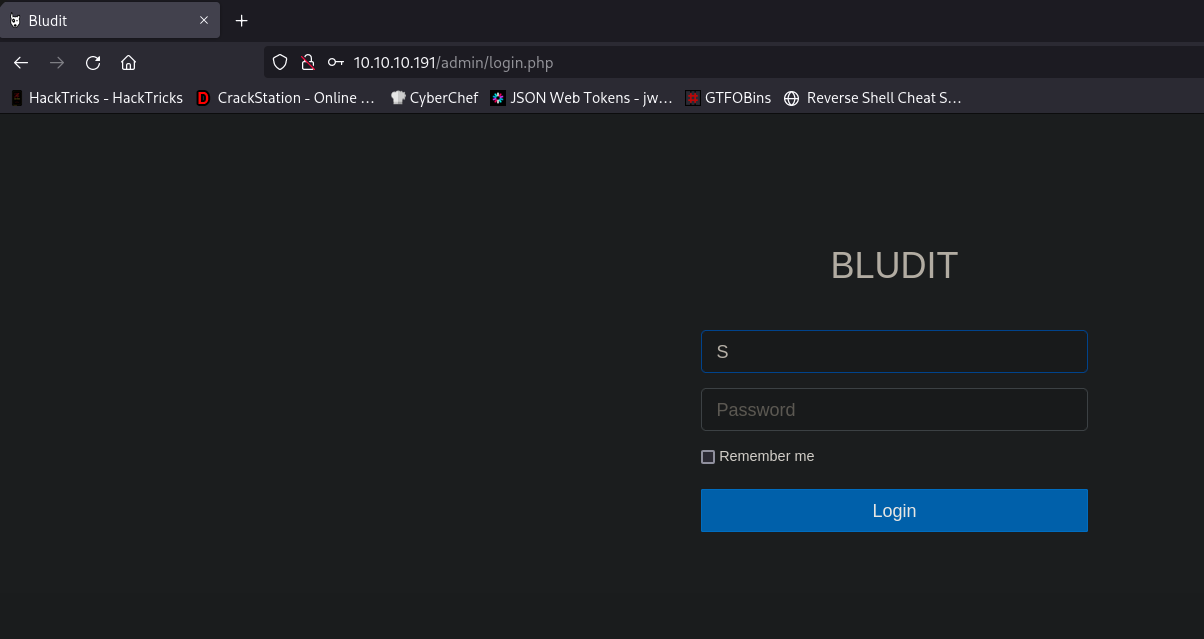 Bludit
10.10.10.191/admin/login.php
HackTricks - HackTricks CrackStation - Online … CyberChef JSON Web Tokens - jw… GTFOBins Reverse Shell Cheat S…
BLUDIT
S
Password
Remember me
Login